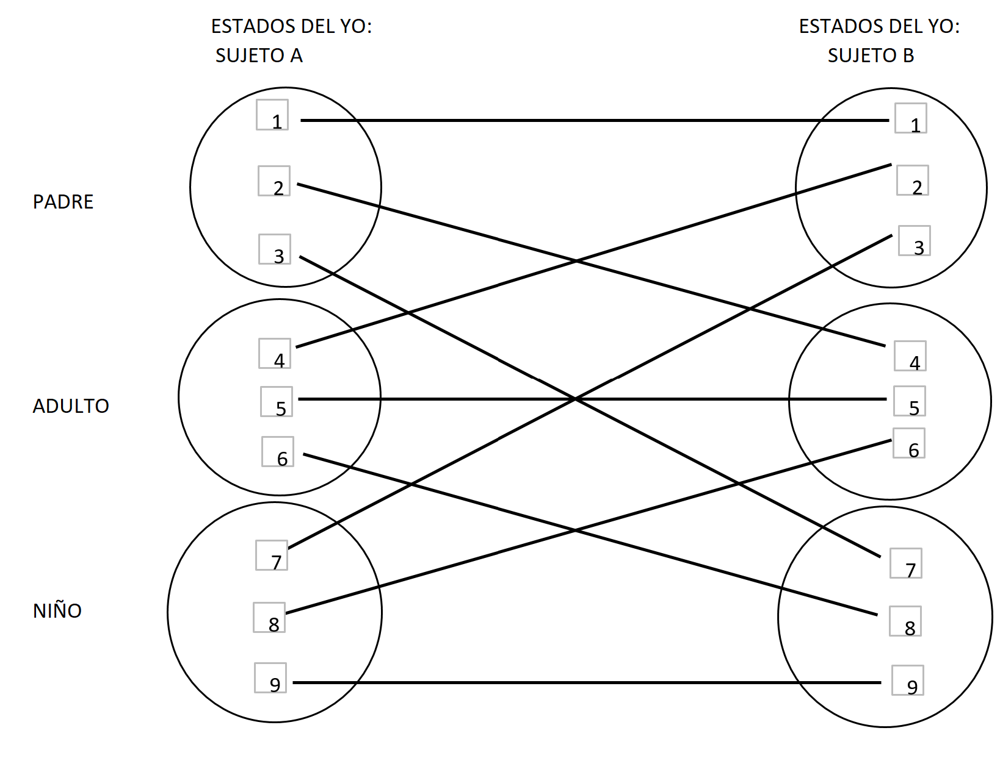 ESTADOS DEL YO:
SUJETO A
ESTADOS DEL YO:
SUJETO B
PADRE
1
2
3
1
2
3
ADULTO
4
5
6
4
5
6
NIÑO
7
8
9
7
8
9